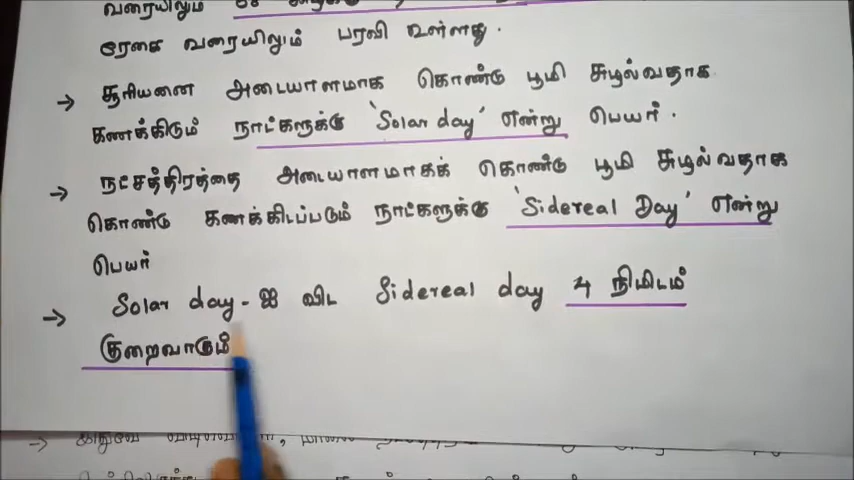 வரையிலும்
ரேகை வரையிலும் பரவி உள்ளது.
→ சூரியனை அடையாளமாக கொண்டு பூமி சுழல்வதாக
கணக்கிடும் நாட்களுக்கு 'Solar day' என்று பெயர்.
→ நட்சத்திரத்தை அடையாளமாகக் கொண்டு பூமி சுழல்வதாக
கொண்டு கணக்கிடப்படும் நாட்களுக்கு 'Sidereal Day' என்று
பெயர்
→ Solar day-ஐ விட Sidereal day 4 நிமிடம்
குறைவாகும்